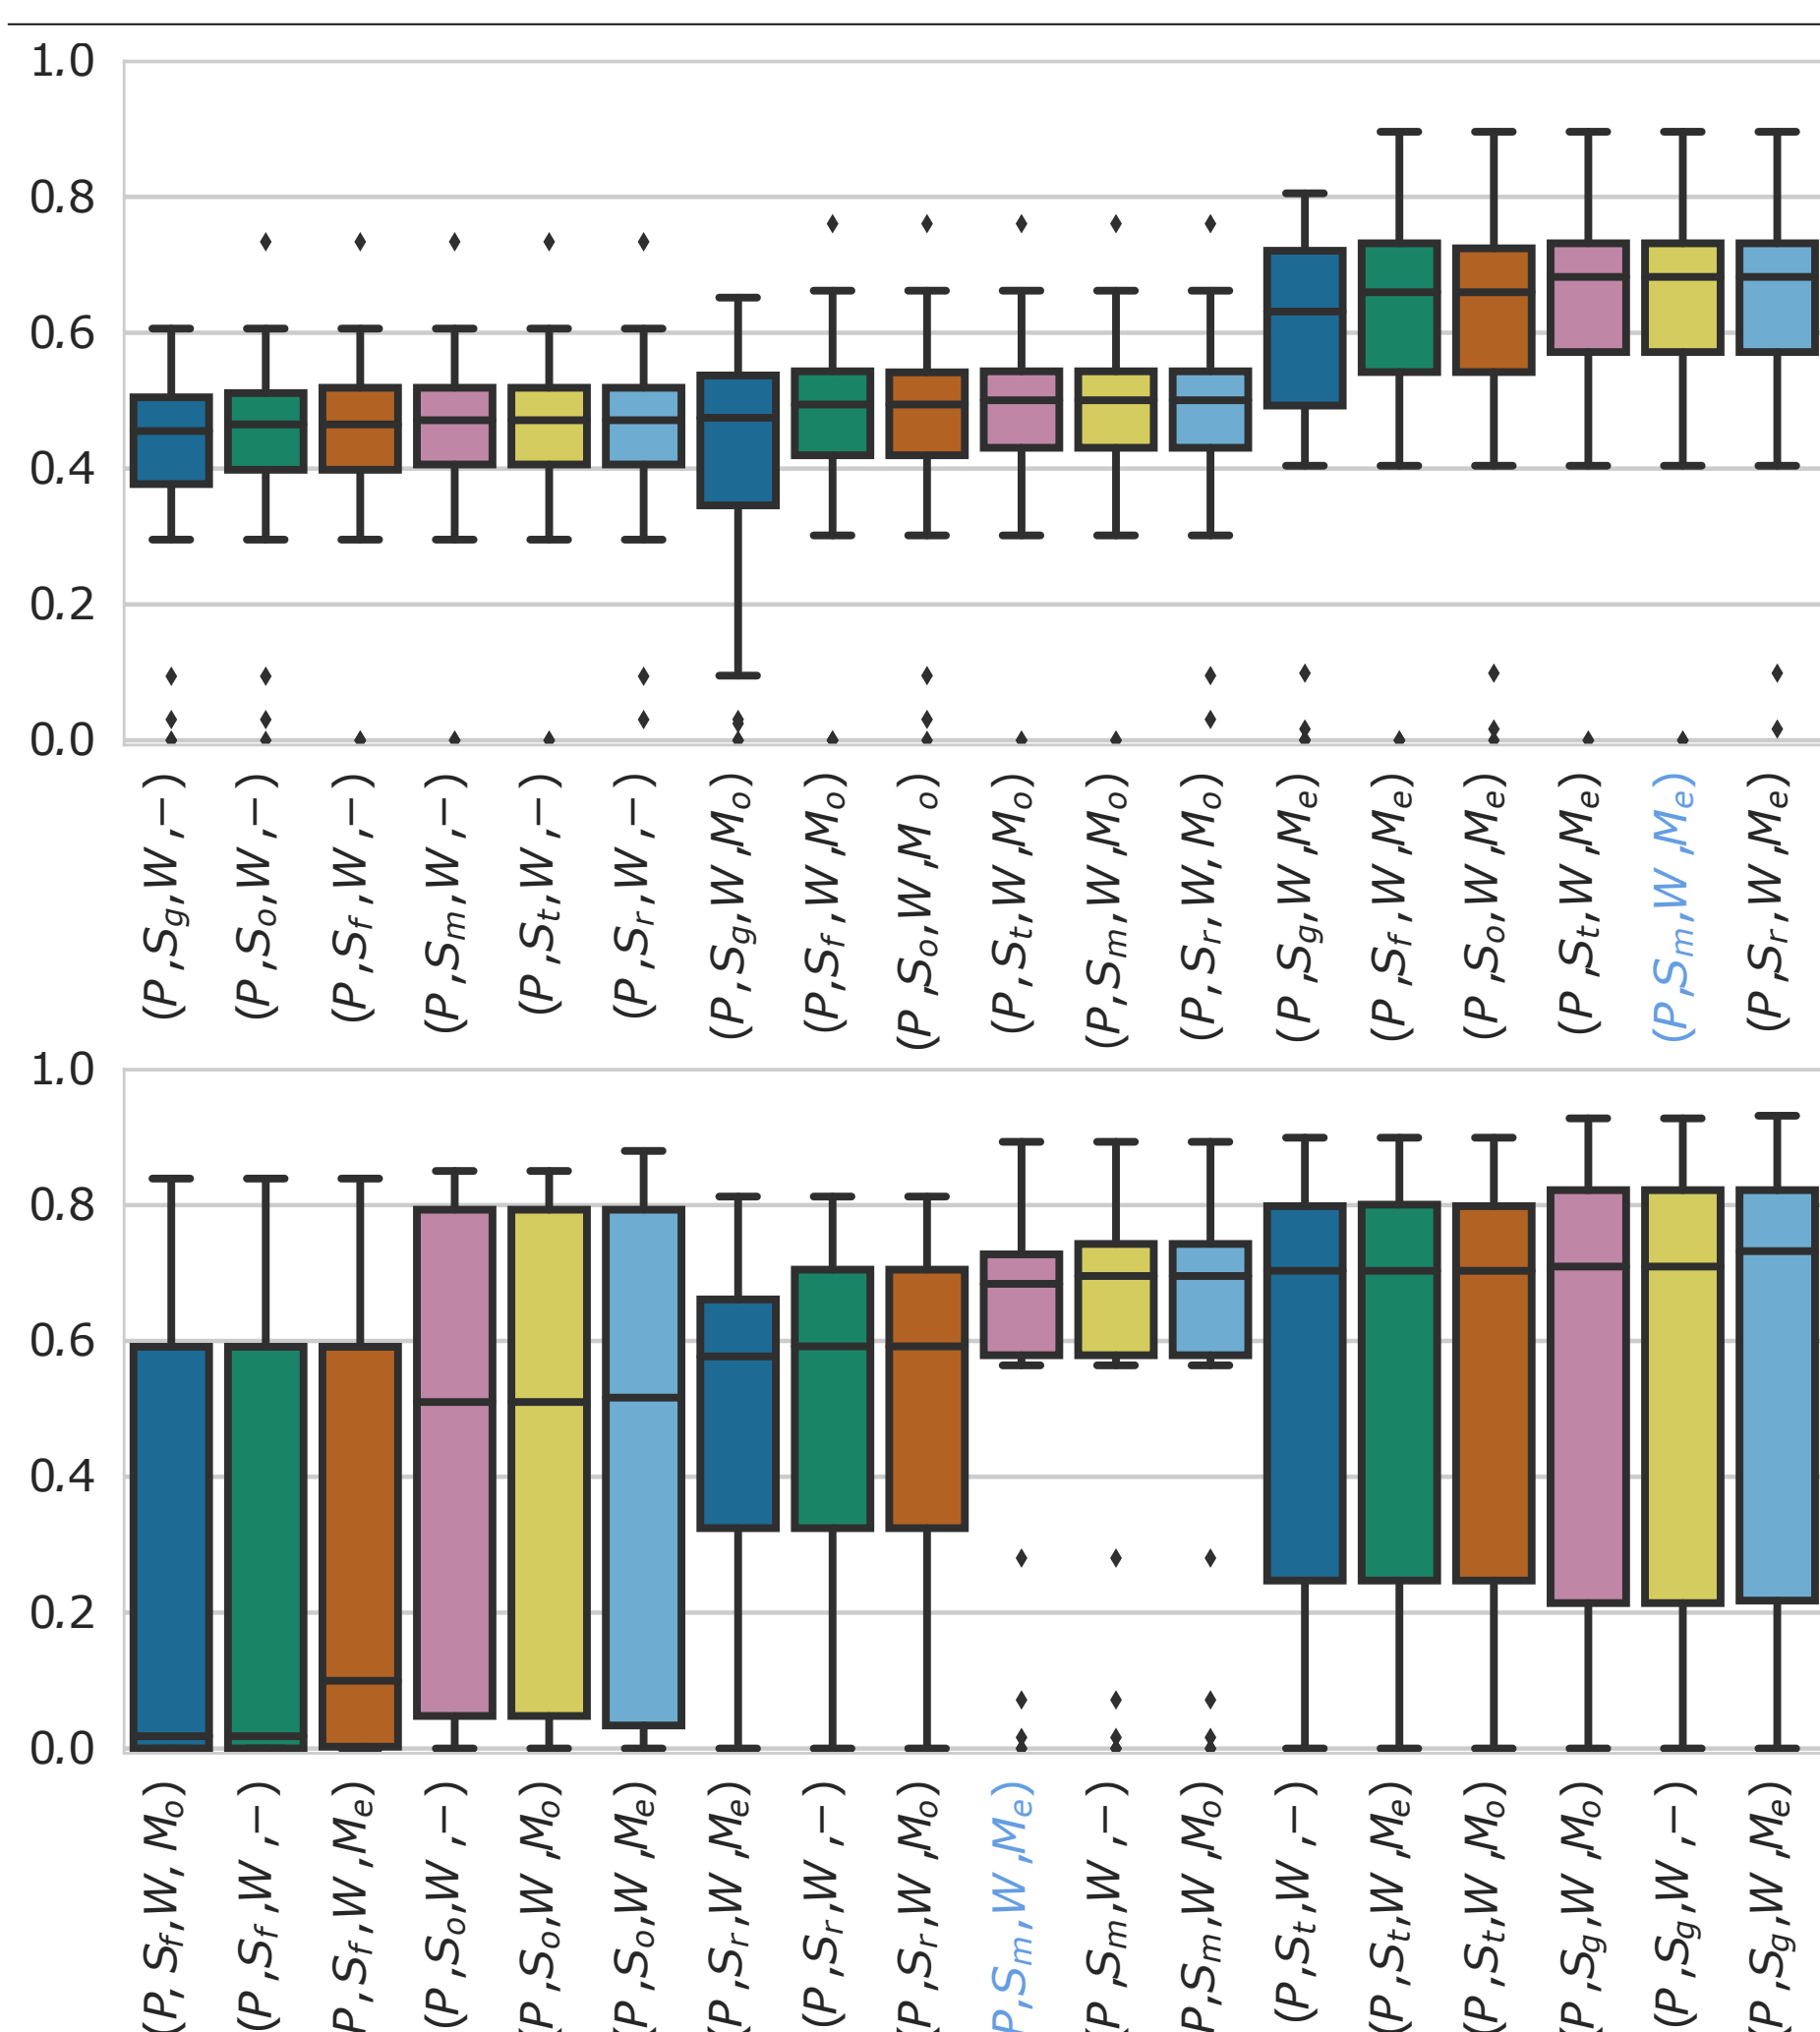 1.0
0.8
0.6
0.4
0.2
0.0
(P,Sg,W,−)
(P,So,W,−)
(P,Sf,W,−)
(P,Sm,W,−)
(P,St,W,−)
(P,Sr,W,−)
(P,Sg,W,Mo)
(P,Sf,W,Mo)
(P,So,W,Mo)
(P,St,W,Mo)
(P,Sm,W,Mo)
(P,Sr,W,Mo)
(P,Sg,W,Me)
(P,Sf,W,Me)
(P,So,W,Me)
(P,St,W,Me)
(P,Sm,W,Me)
(P,Sr,W,Me)
1.0
0.8
0.6
0.4
0.2
0.0
(P,Sf,W,Mo)
(P,Sf,W,−)
P,Sf,W,Me)
(P,So,W,−)
(P,So,W,Mo)
(P,So,W,Me)
(P,Sr,W,Me)
(P,Sr,W,−)
(P,Sr,W,Mo)
P,Sm,W,Me)
(P,Sm,W,−)
P,Sm,W,Mo)
(P,St,W,−)
(P,St,W,Me)
(P,St,W,Mo)
(P,Sg,W,Mo)
(P,Sg,W,−)
(P,Sg,W,Me)